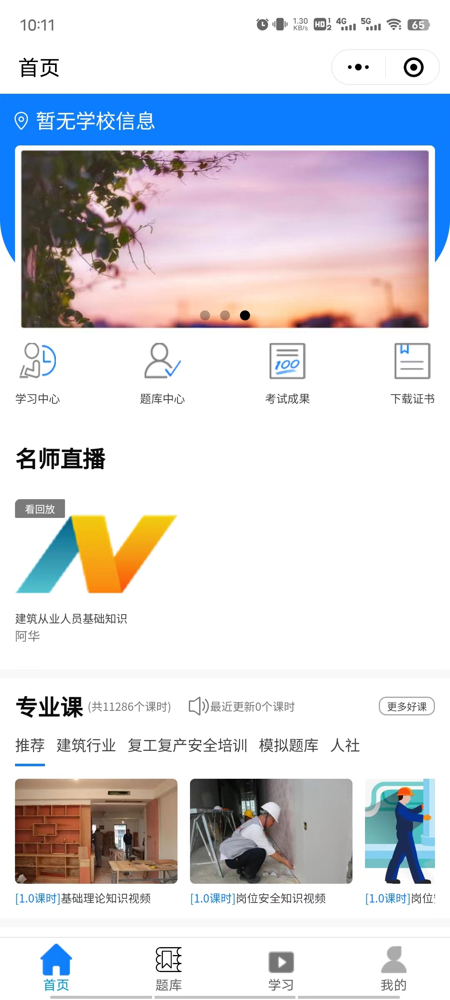 10:11
1.30 KB/s HD 1 2 4G 5G 65
首页
暂无学校信息
学习中心 题库中心 100 考试成果 下载证书
名师直播
看回放
建筑从业人员基础知识
阿华
专业课 (共11286个课时) 最近更新0个课时 更多好课
推荐 建筑行业 复工复产安全培训 模拟题库 人社
[1.0课时]基础理论知识视频 [1.0课时]岗位安全知识视频 [1.0课时]岗位
首页 题库 学习 我的